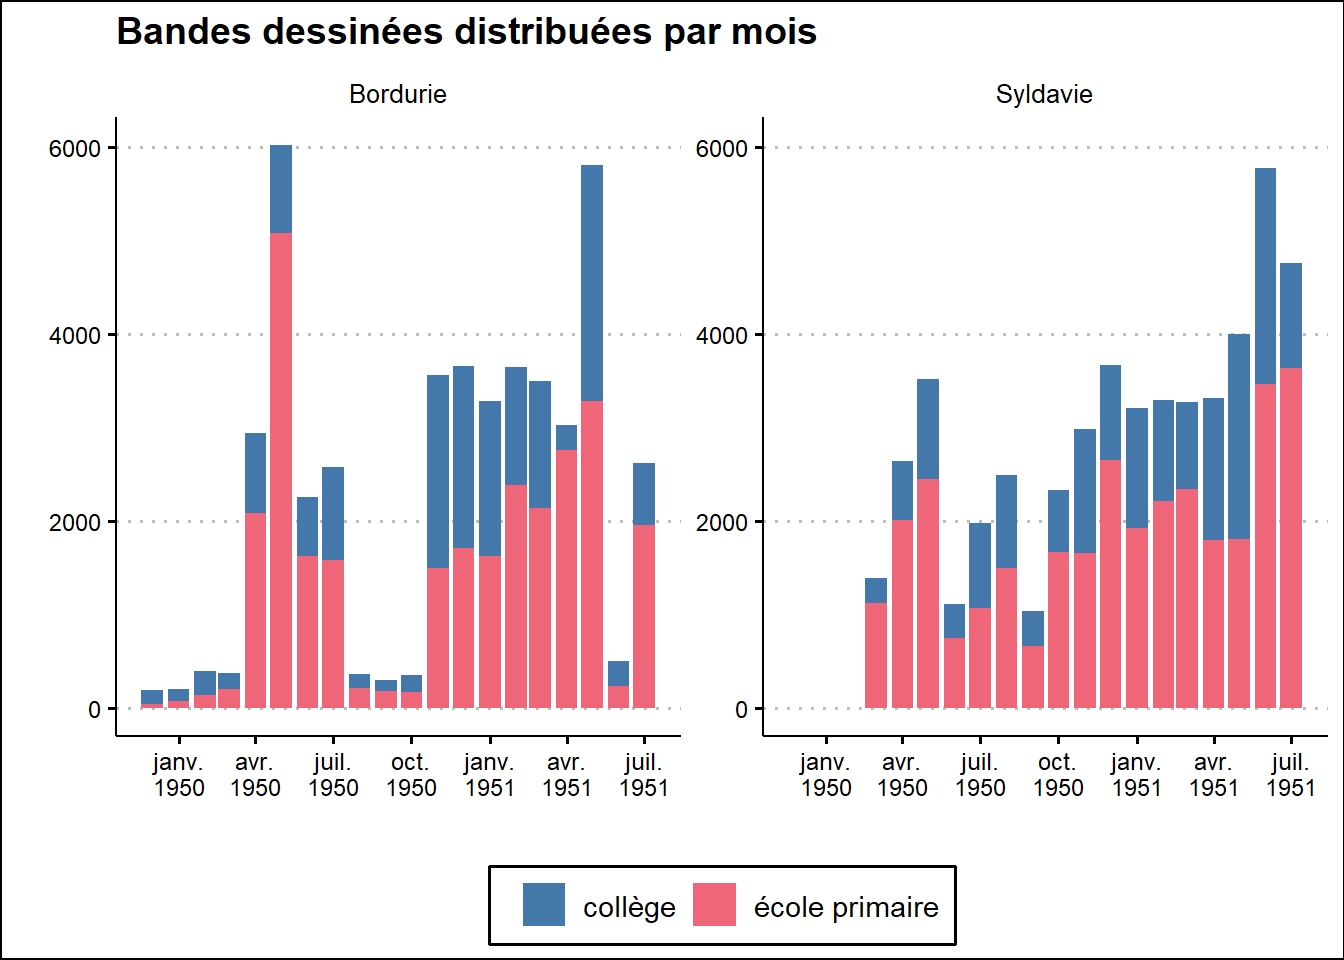 Bandes dessinées distribuées par mois
Bordurie
Syldavie
6000
4000
2000
0
6000
4000
2000
0
janv. avr. juil. oct. janv. avr. juil.
1950 1950 1950 1950 1951 1951 1951
janv. avr. juil. oct. janv. avr. juil.
1950 1950 1950 1950 1951 1951 1951
collège école primaire